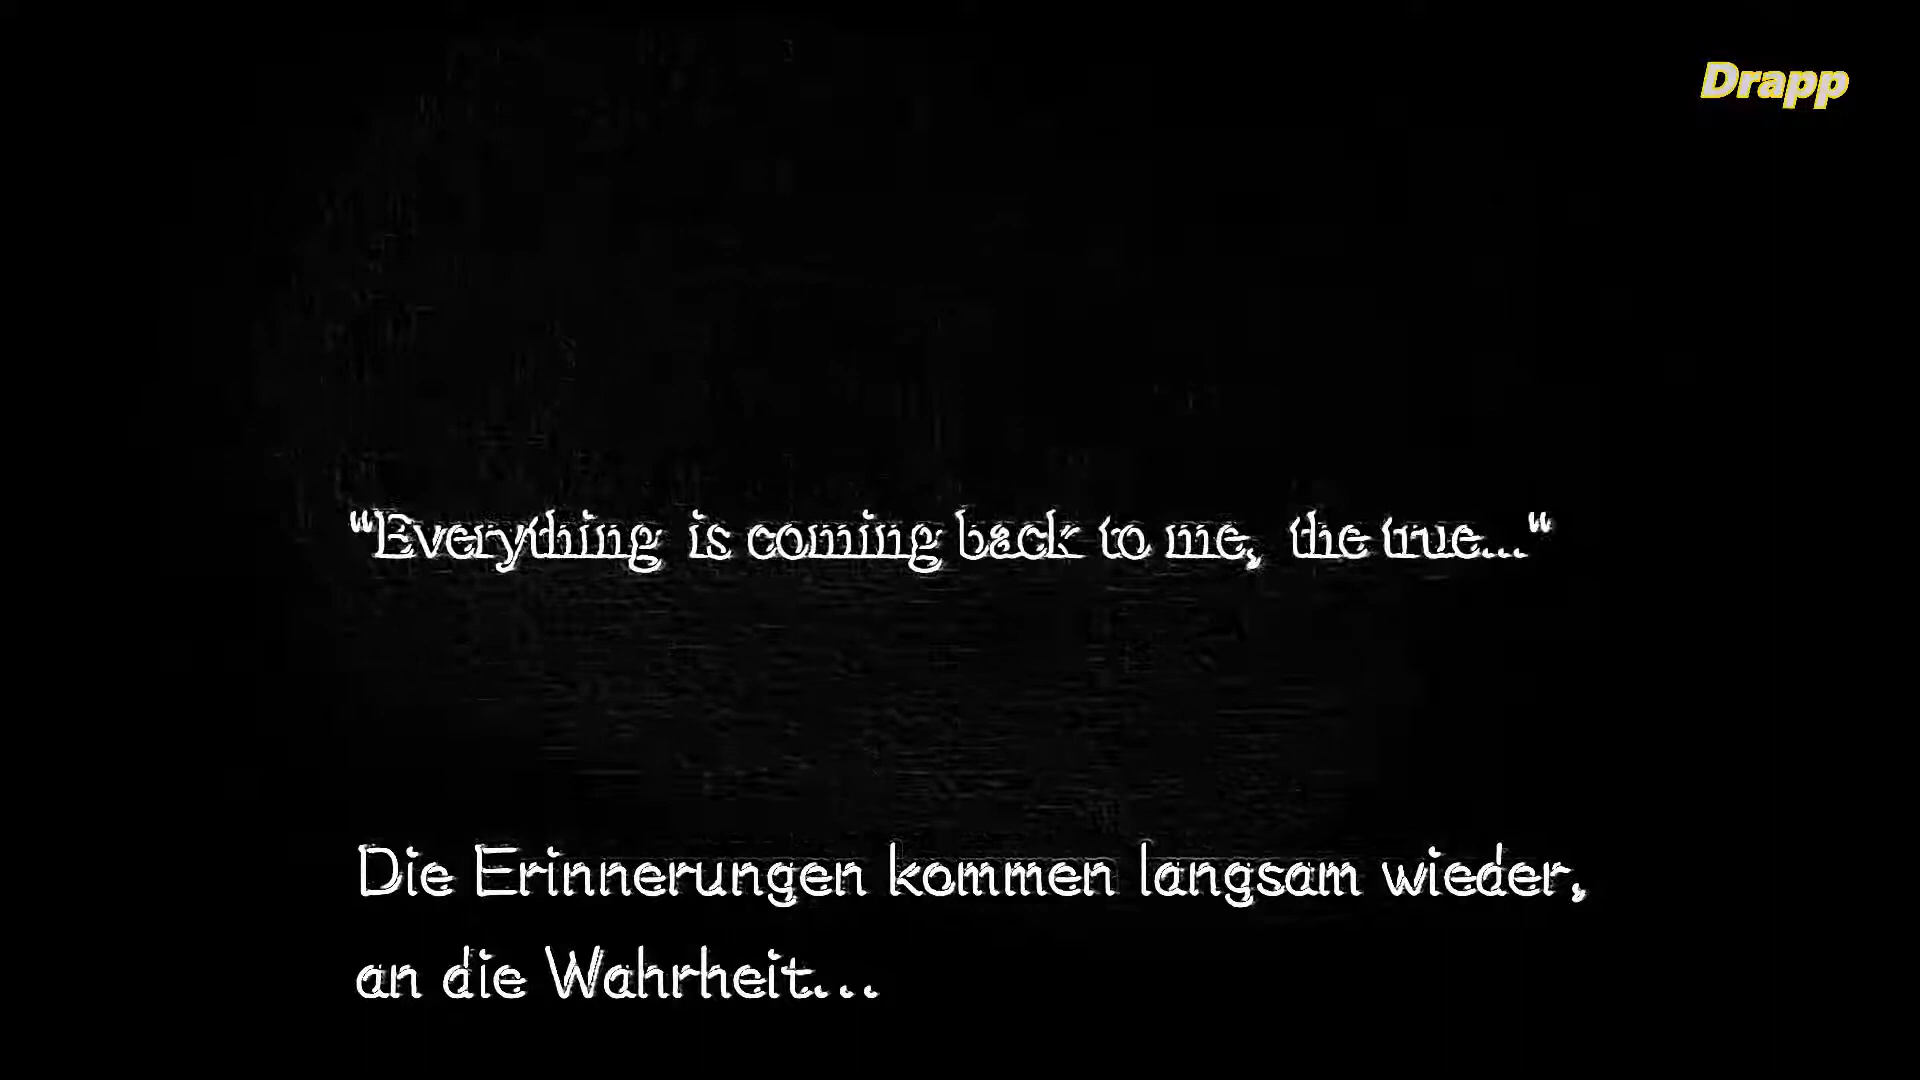 Drapp
"Everything is coming back to me, the true..."
Die Erinnerungen kommen langsam wieder,
an die Wahrheit...